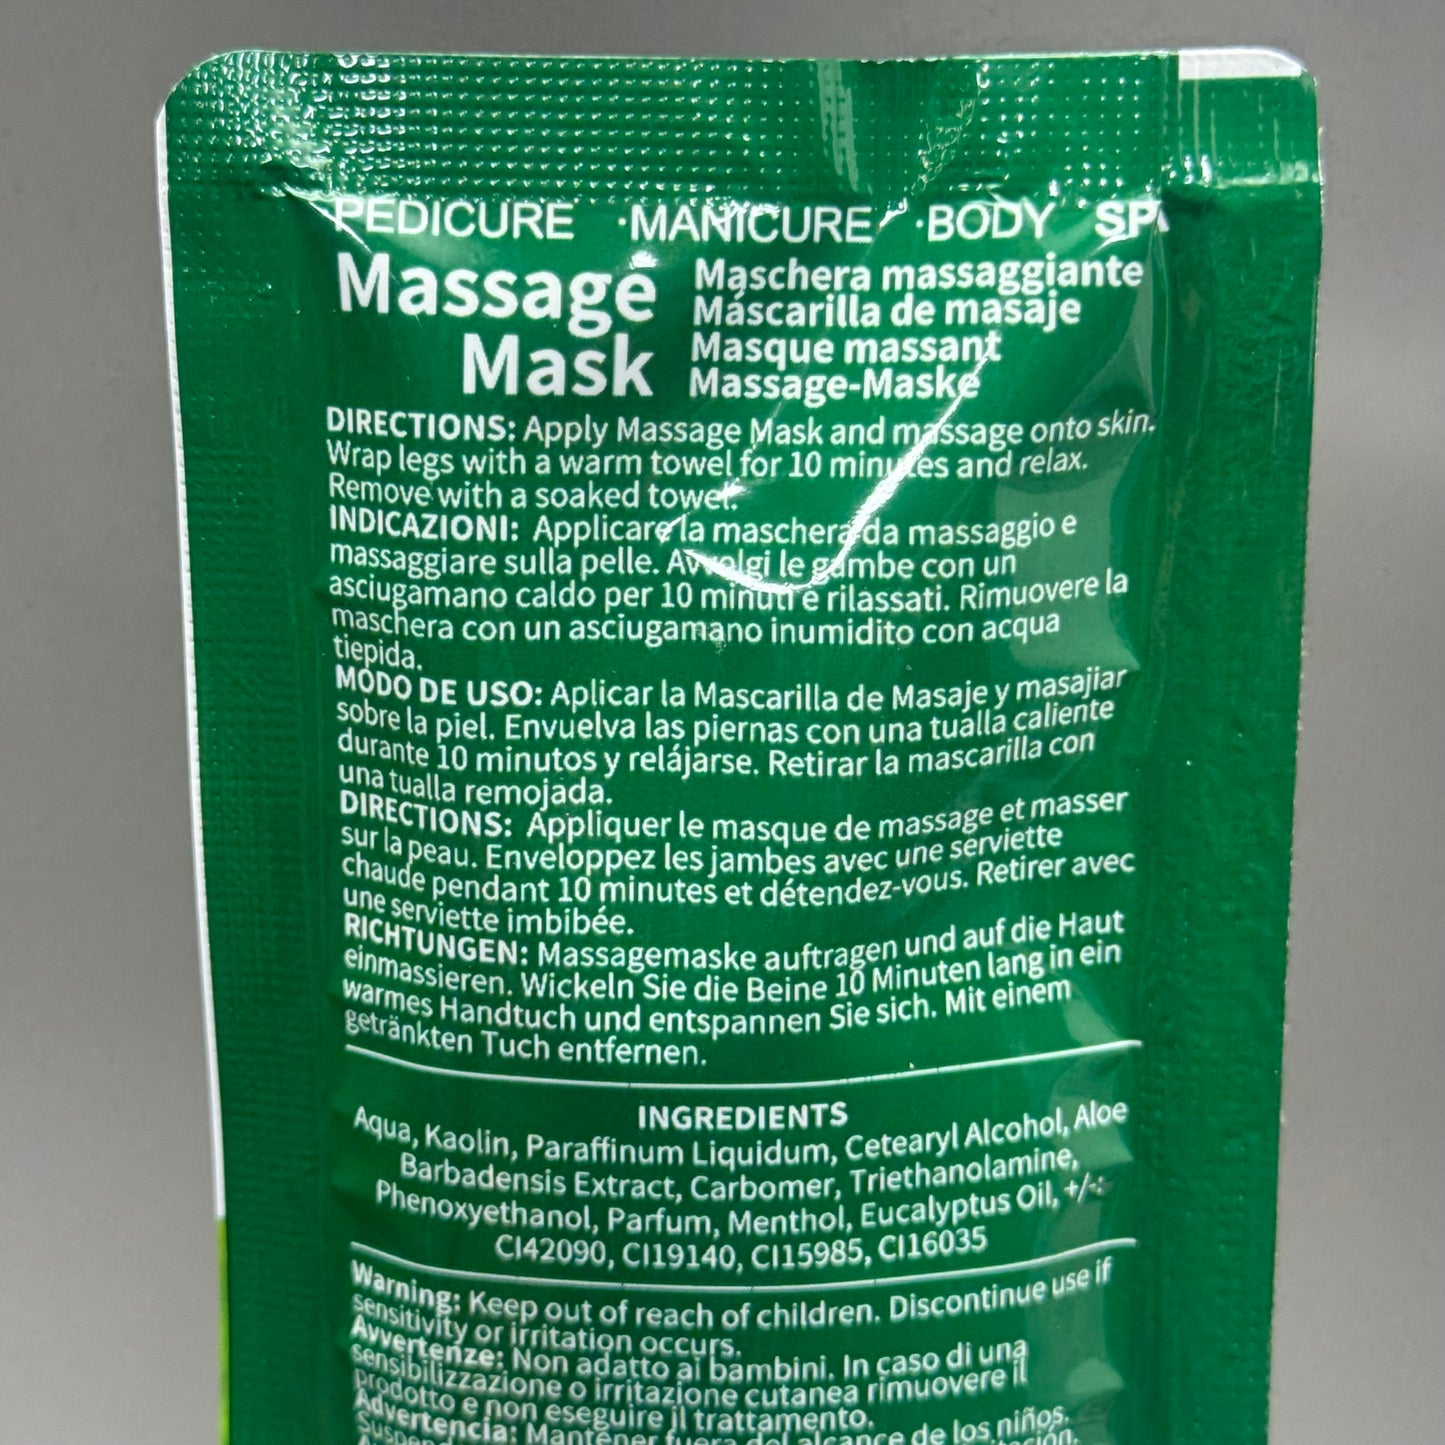 PEDICURE ·MANICURE ·BODY SPA
Massage
Mask
Maschera massaggiante
Máscarilla de masaje
Masque massant
Massage-Maske
DIRECTIONS: Apply Massage Mask and massage onto skin.
Wrap legs with a warm towel for 10 minutes and relax.
Remove with a soaked towel.
INDICAZIONI: Applicare la maschera da massaggio e
massaggiare sulla pelle. Avvolgi le gambe con un
asciugamano caldo per 10 minuti e rilassati. Rimuovere la
maschera con un asciugamano inumidito con acqua
tiepida.
MODO DE USO: Aplicar la Mascarilla de Masaje y masajiar
sobre la piel. Envuelva las piernas con una tualla caliente
durante 10 minutos y relájarse. Retirar la mascarilla con
una tualla remojada.
DIRECTIONS: Appliquer le masque de massage et masser
sur la peau. Enveloppez les jambes avec une serviette
chaude pendant 10 minutes et détendez-vous. Retirer avec
une serviette imbibée.
RICHTUNGEN: Massagemaske auftragen und auf die Haut
einmassieren. Wickeln Sie die Beine 10 Minuten lang in ein
warmes Handtuch und entspannen Sie sich. Mit einem
getränkten Tuch entfernen.
INGREDIENTS
Aqua, Kaolin, Paraffinum Liquidum, Cetearyl Alcohol, Aloe
Barbadensis Extract, Carbomer, Triethanolamine,
Phenoxyethanol, Parfum, Menthol, Eucalyptus Oil, +/-:
CI42090, CI19140, CI15985, CI16035
Warning: Keep out of reach of children. Discontinue use if
sensitivity or irritation occurs.
Avvertenze: Non adatto ai bambini. In caso di una
sensibilizzazione o irritazione cutanea rimuovere il
prodotto e non eseguire il trattamento.
Advertencia: Mantener fuera del alcance de los niños.